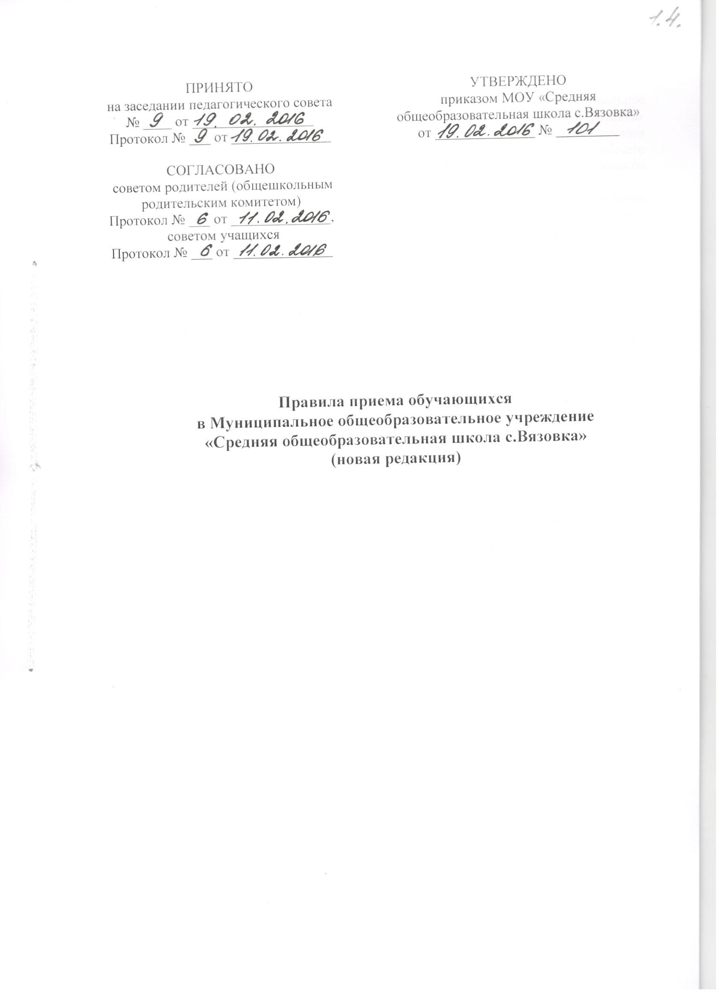 1.4.
ПРИНЯТО
на заседании педагогического совета
№ 9 от 19. 02. 2016
Протокол № 9 от 19.02.2016
СОГЛАСОВАНО
советом родителей (общешкольным
родительским комитетом)
Протокол № 6 от 11.02.2016,
советом учащихся
Протокол № 6 от 11.02.2016
УТВЕРЖДЕНО
приказом МОУ «Средняя
общеобразовательная школа с.Вязовка»
от 19.02.2016 № 101
Правила приема обучающихся
в Муниципальное общеобразовательное учреждение
«Средняя общеобразовательная школа с.Вязовка»
(новая редакция)